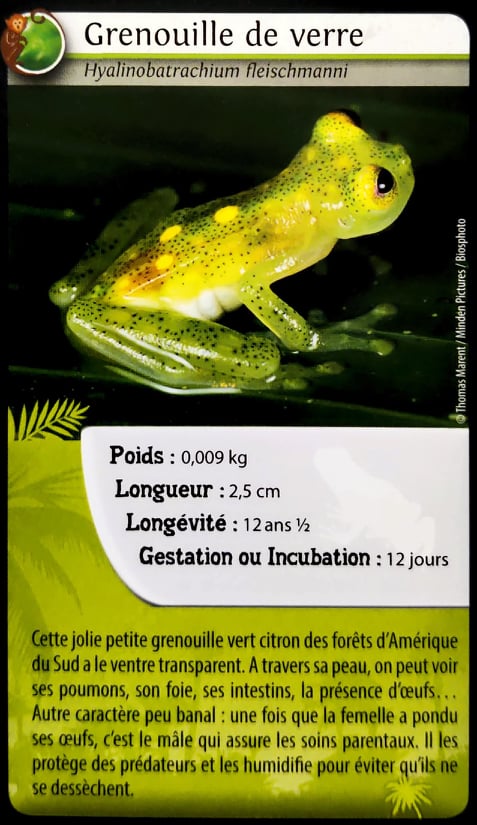 Grenouille de verre
Hyalinobatrachium fleischmanni
© Thomas Marent / Minden Pictures / Biosphoto
Poids : 0,009 kg
Longueur : 2,5 cm
Longévité : 12 ans ½
Gestation ou Incubation : 12 jours
Cette jolie petite grenouille vert citron des forêts d'Amérique
du Sud a le ventre transparent. A travers sa peau, on peut voir
ses poumons, son foie, ses intestins, la présence d'œufs…
Autre caractère peu banal : une fois que la femelle a pondu
ses œufs, c'est le mâle qui assure les soins parentaux. Il les
protège des prédateurs et les humidifie pour éviter qu'ils ne
se dessèchent.